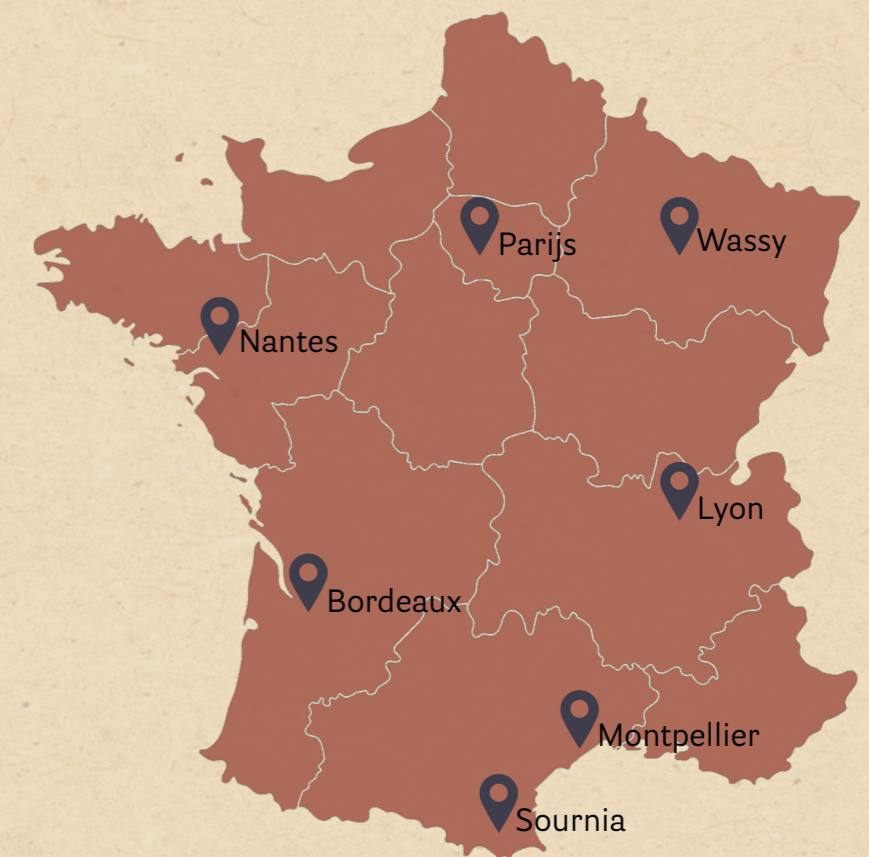 Parijs
Wassy
Nantes
Lyon
Bordeaux
Montpellier
Sournia